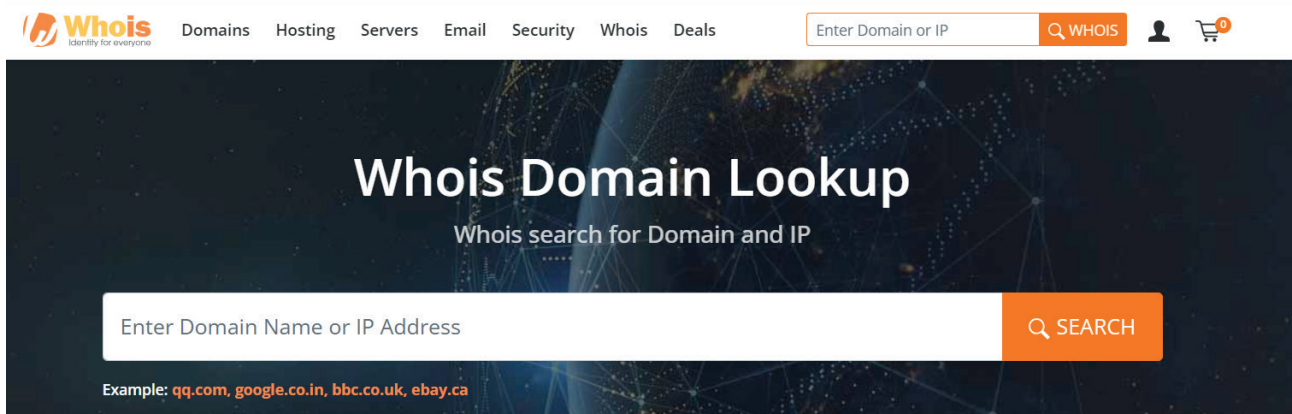 Whois
Identity for everyone
Domains Hosting Servers Email Security Whois Deals
Enter Domain or IP
WHOIS
0
Whois Domain Lookup
Whois search for Domain and IP
Enter Domain Name or IP Address
SEARCH
Example: qq.com, google.co.in, bbc.co.uk, ebay.ca